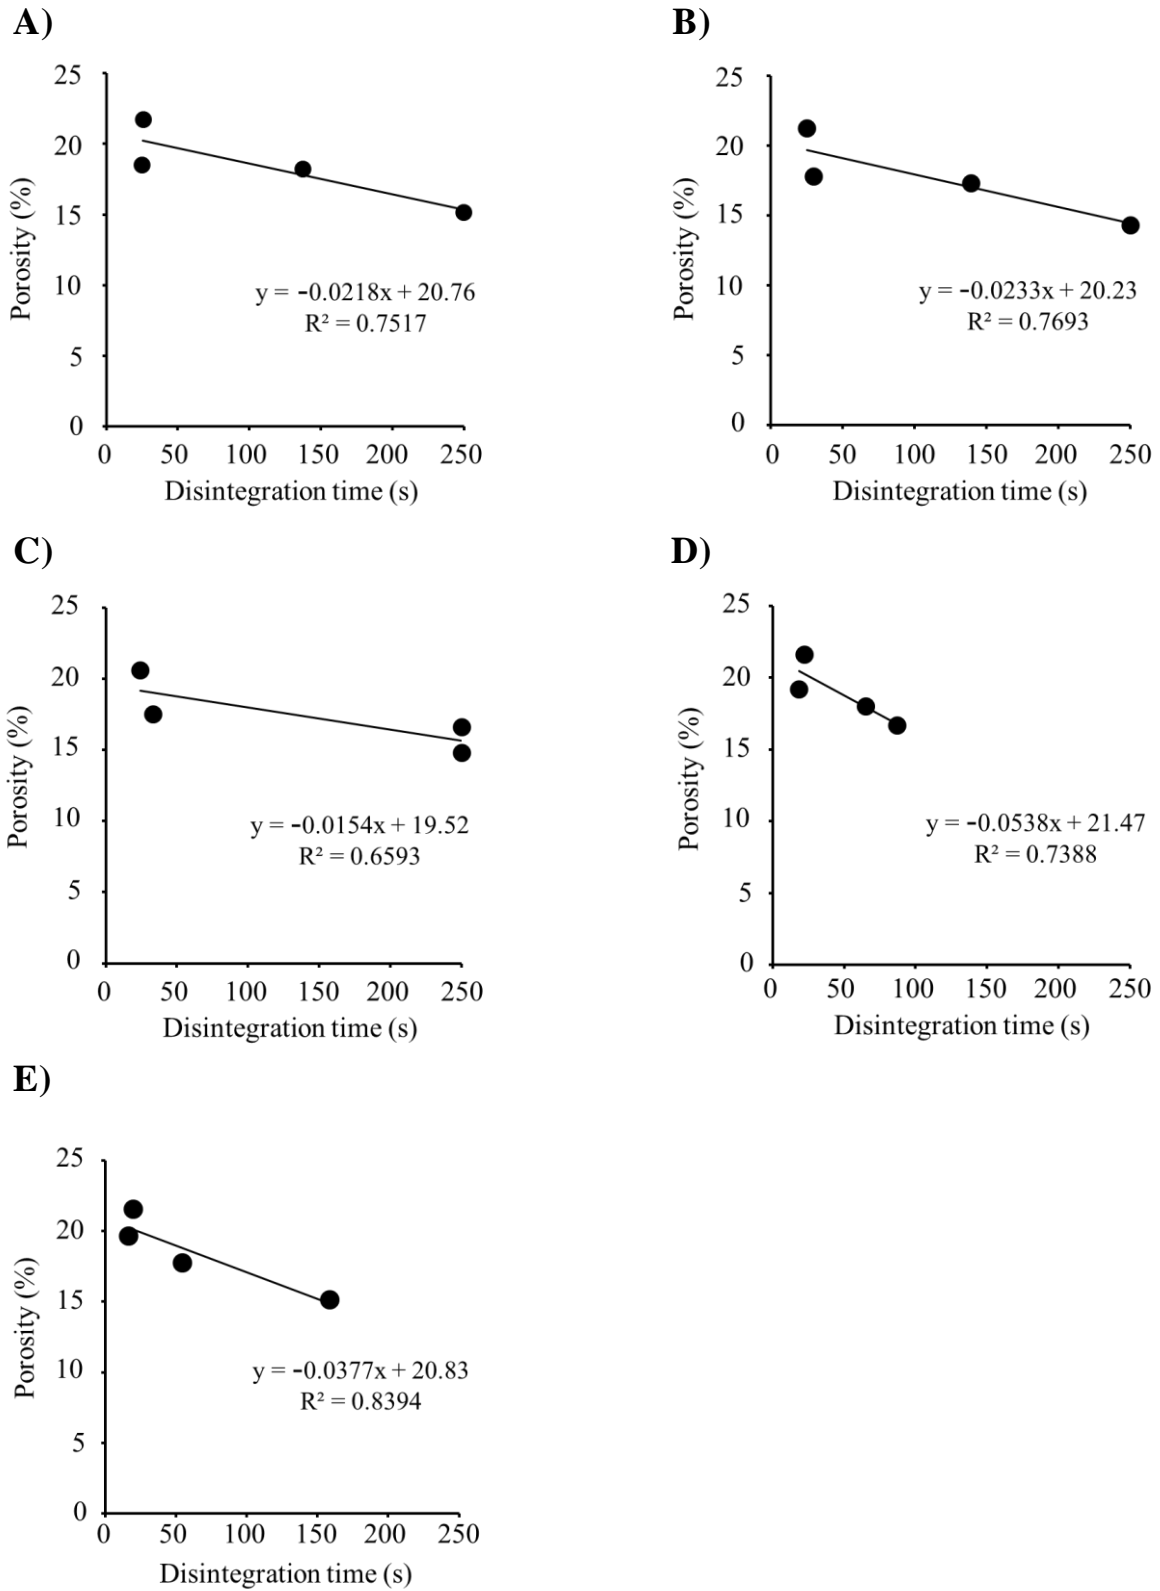 A)
25
20
15
10
5
0
Porosity (%)
y = -0.0218x + 20.76
R² = 0.7517
0 50 100 150 200 250
Disintegration time (s)
B)
25
20
15
10
5
0
Porosity (%)
y = -0.0233x + 20.23
R² = 0.7693
0 50 100 150 200 250
Disintegration time (s)
C)
25
20
15
10
5
0
Porosity (%)
y = -0.0154x + 19.52
R² = 0.6593
0 50 100 150 200 250
Disintegration time (s)
D)
25
20
15
10
5
0
Porosity (%)
y = -0.0538x + 21.47
R² = 0.7388
0 50 100 150 200 250
Disintegration time (s)
E)
25
20
15
10
5
0
Porosity (%)
y = -0.0377x + 20.83
R² = 0.8394
0 50 100 150 200 250
Disintegration time (s)